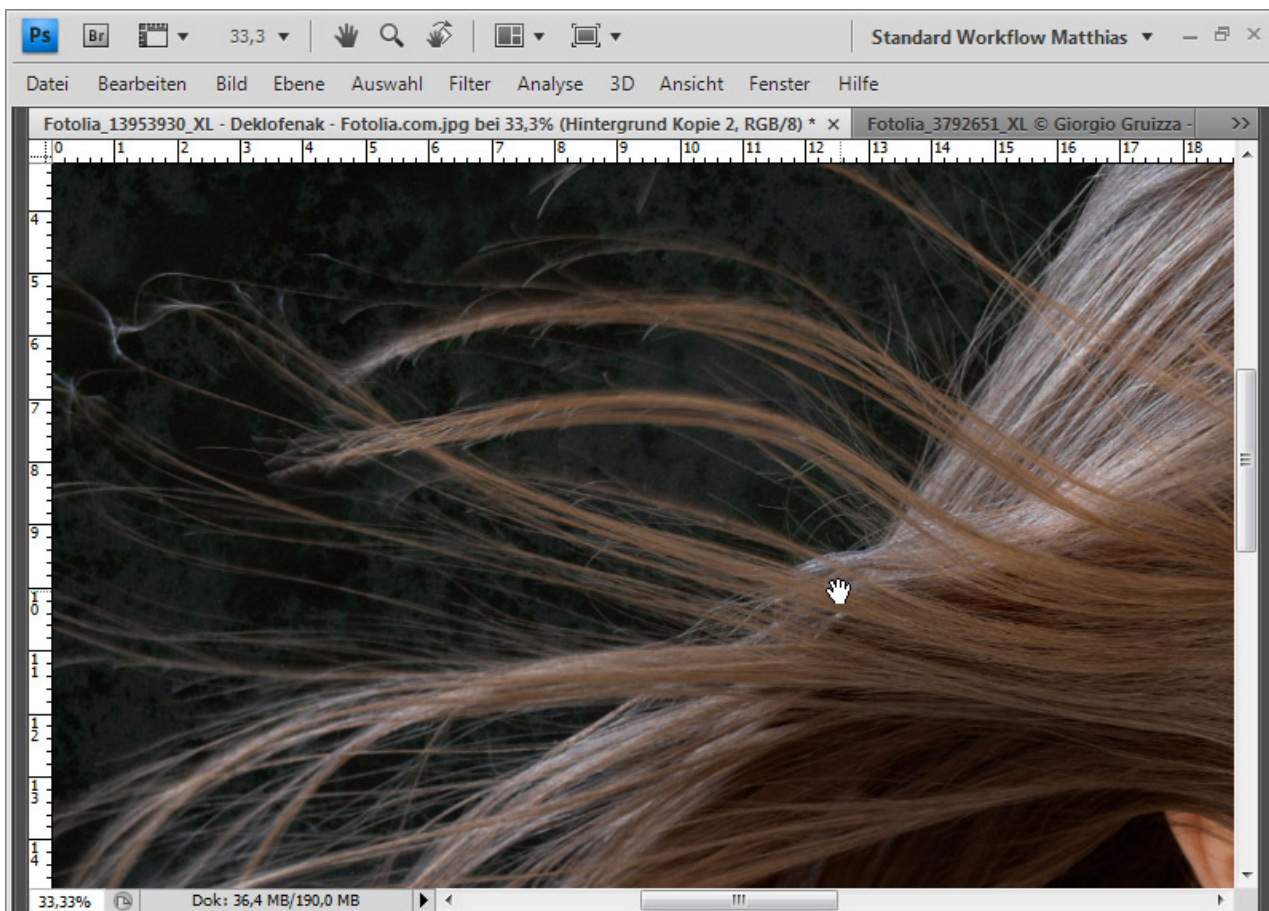 Ps Br 33,3 Standard Workflow Matthias
Datei Bearbeiten Bild Ebene Auswahl Filter Analyse 3D Ansicht Fenster Hilfe
Fotolia_13953930_XL - Deklofenak - Fotolia.com.jpg bei 33,3% (Hintergrund Kopie 2, RGB/8) * × Fotolia_3792651_XL © Giorgio Gruizza - >>
0 1 2 3 4 5 6 7 8 9 10 11 12 13 14 15 16 17 18
4
5
6
7
8
9
10
11
12
13
14
33,33% Dok: 36,4 MB/190,0 MB